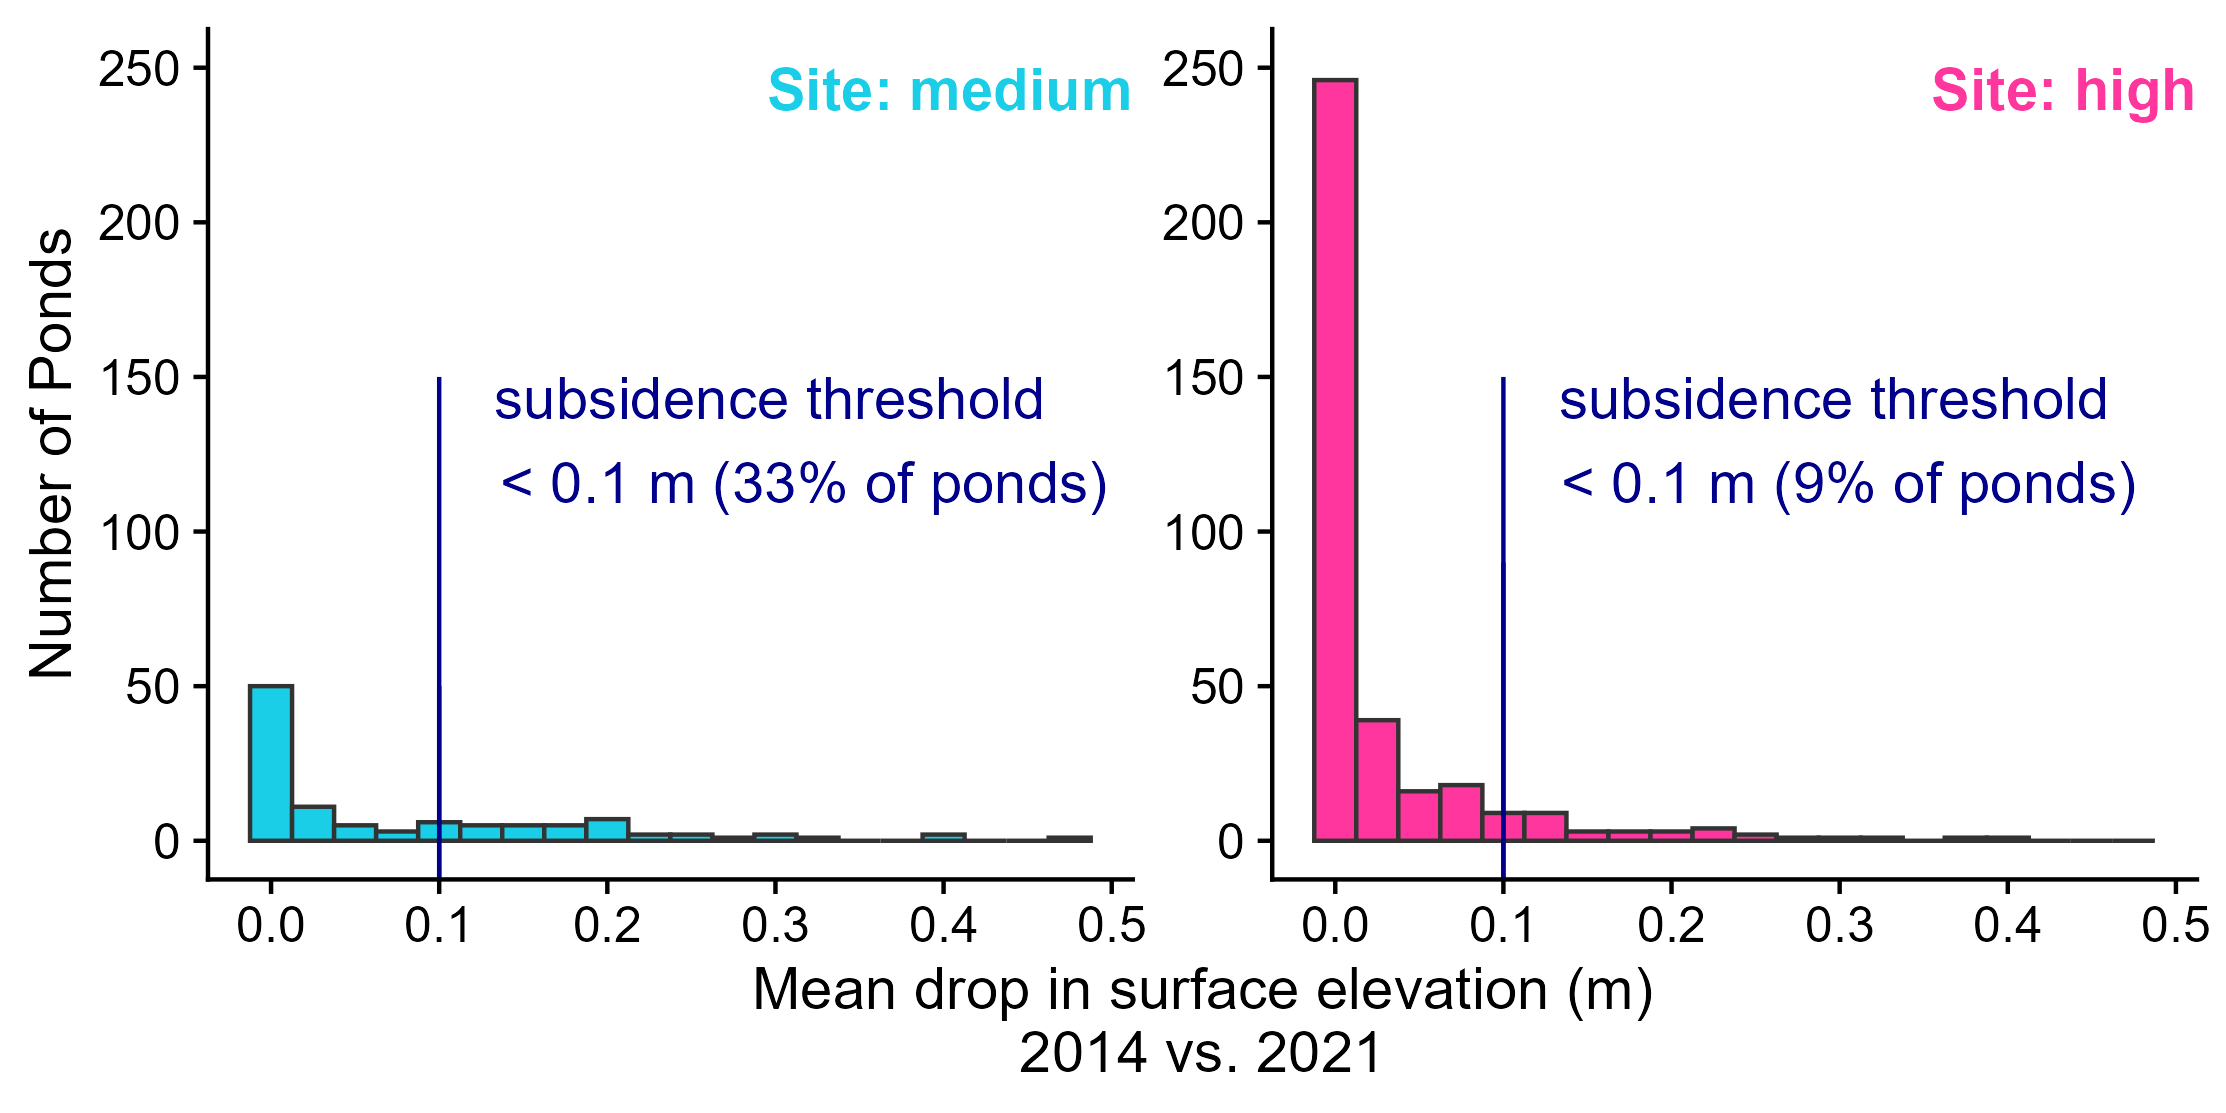 Number of Ponds
250
200
150
100
50
0
Site: medium
subsidence threshold
< 0.1 m (33% of ponds)
0.0 0.1 0.2 0.3 0.4 0.5
250
200
150
100
50
0
Site: high
subsidence threshold
< 0.1 m (9% of ponds)
0.0 0.1 0.2 0.3 0.4 0.5
Mean drop in surface elevation (m)
2014 vs. 2021